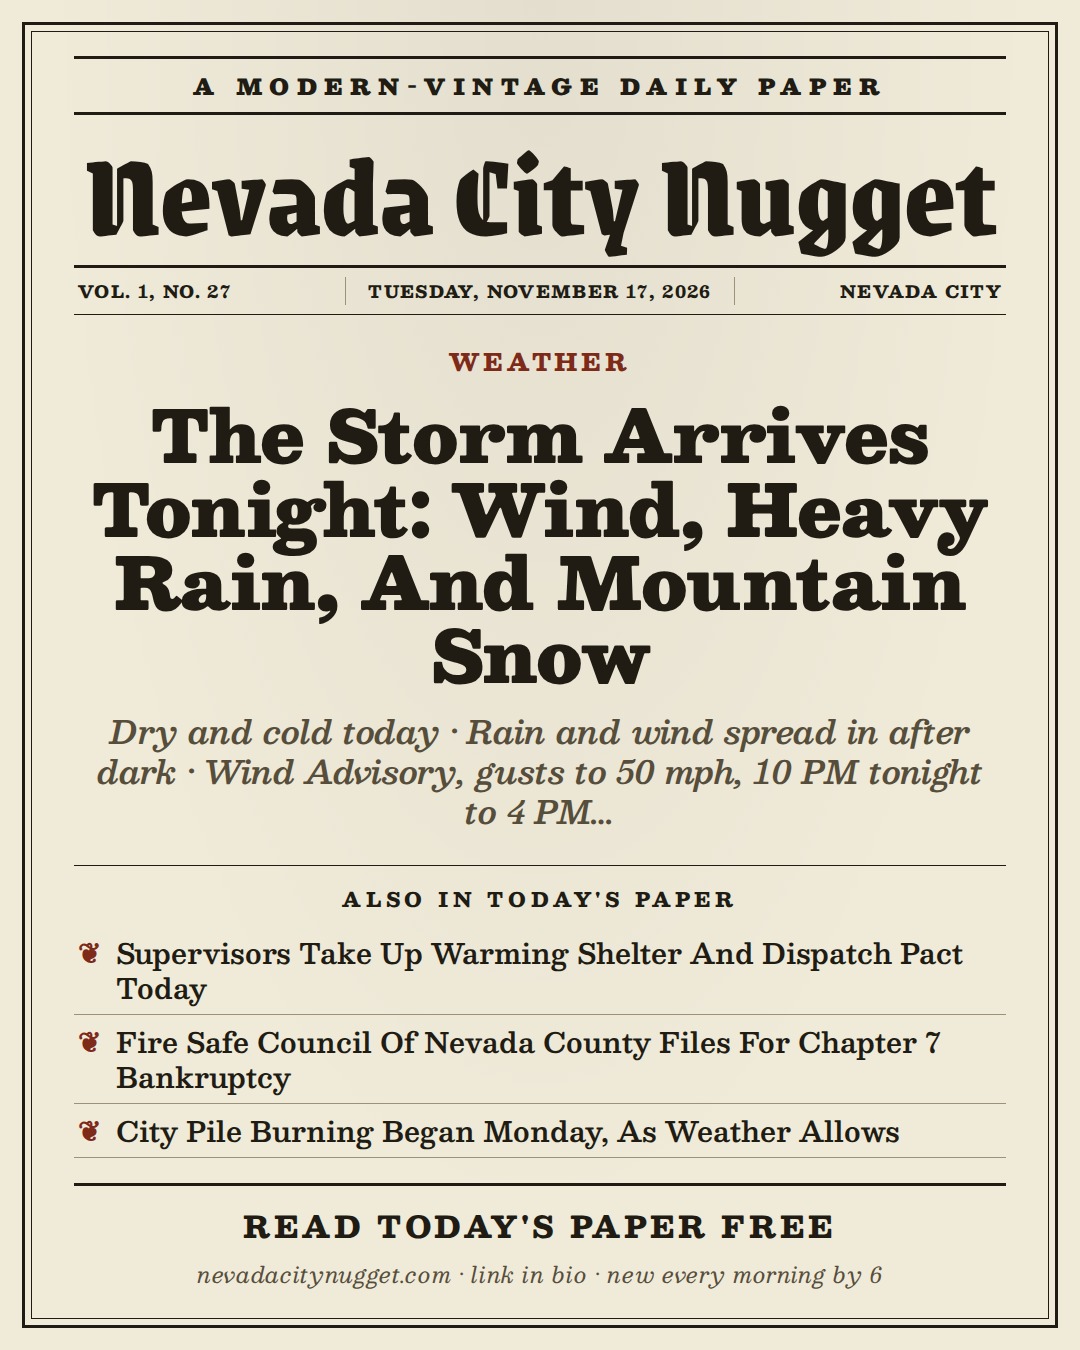 A MODERN-VINTAGE DAILY PAPER
Nevada City Nugget
VOL. 1, NO. 27
TUESDAY, NOVEMBER 17, 2026
NEVADA CITY
WEATHER
The Storm Arrives
Tonight: Wind, Heavy
Rain, And Mountain
Snow
Dry and cold today · Rain and wind spread in after
dark · Wind Advisory, gusts to 50 mph, 10 PM tonight
to 4 PM…
ALSO IN TODAY'S PAPER
❦ Supervisors Take Up Warming Shelter And Dispatch Pact
Today
❦ Fire Safe Council Of Nevada County Files For Chapter 7
Bankruptcy
❦ City Pile Burning Began Monday, As Weather Allows
READ TODAY'S PAPER FREE
nevadacitynugget.com · link in bio · new every morning by 6